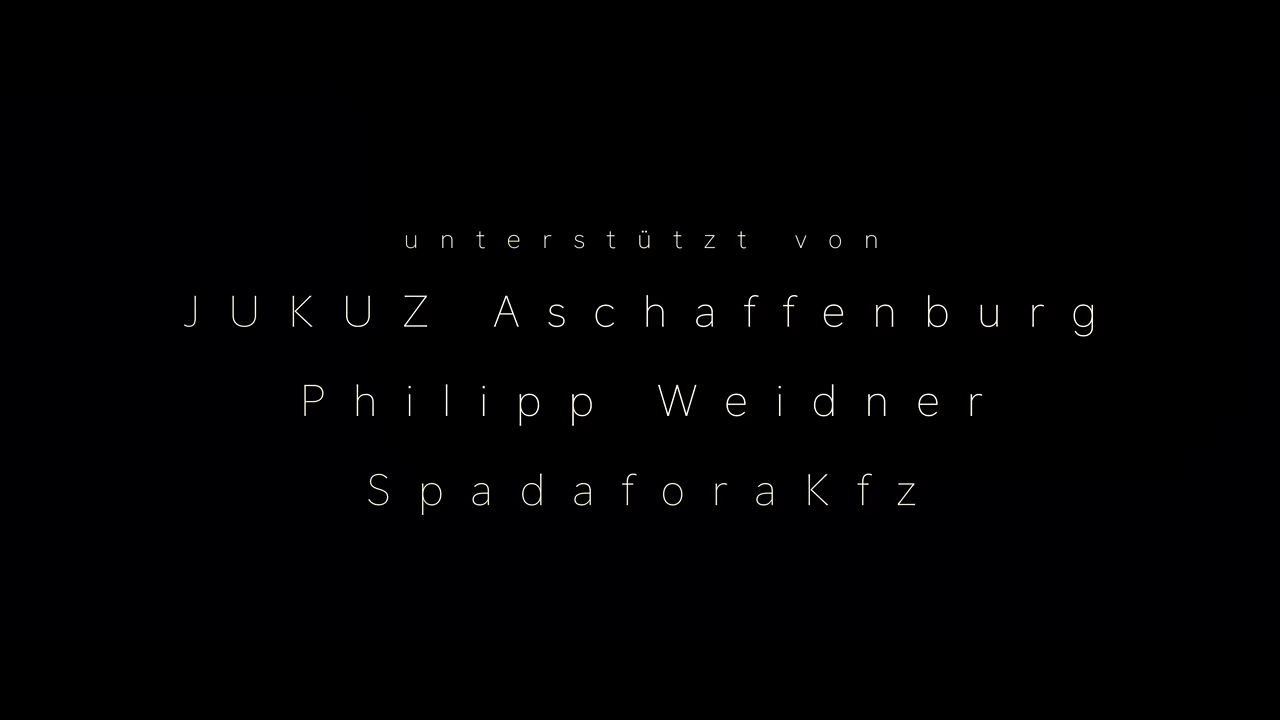 unterstützt von
JUKUZ Aschaffenburg
Philipp Weidner
SpadaforaKfz